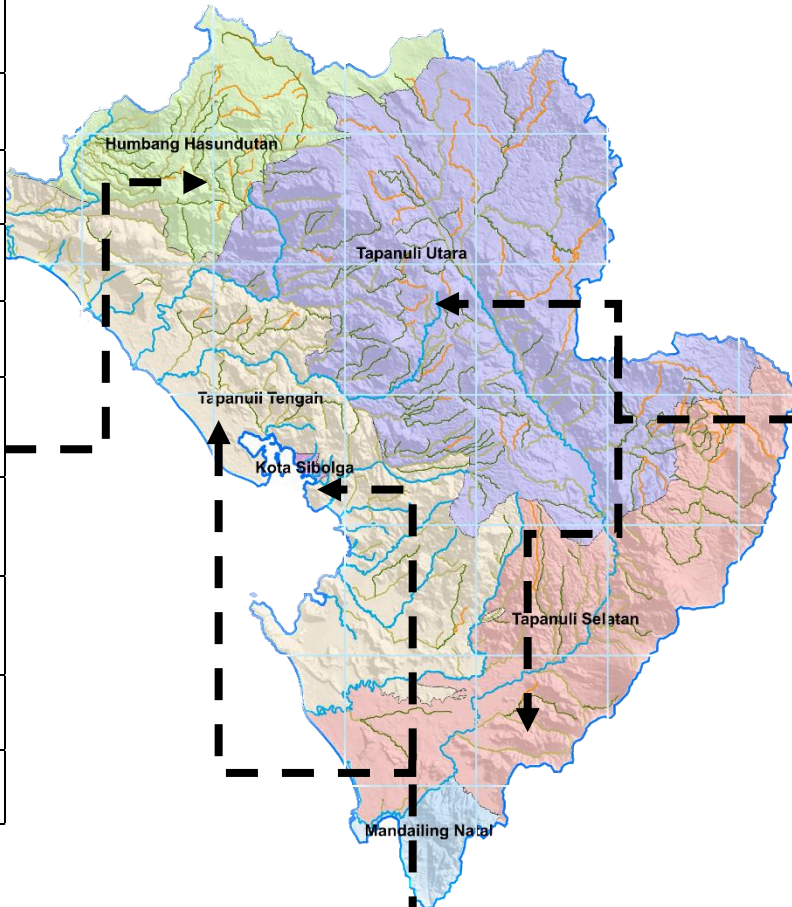 Humbang Hasundutan
Tapanuli Utara
Tapanuli Tengah
Kota Sibolga
Tapanuli Selatan
Mandailing Natal